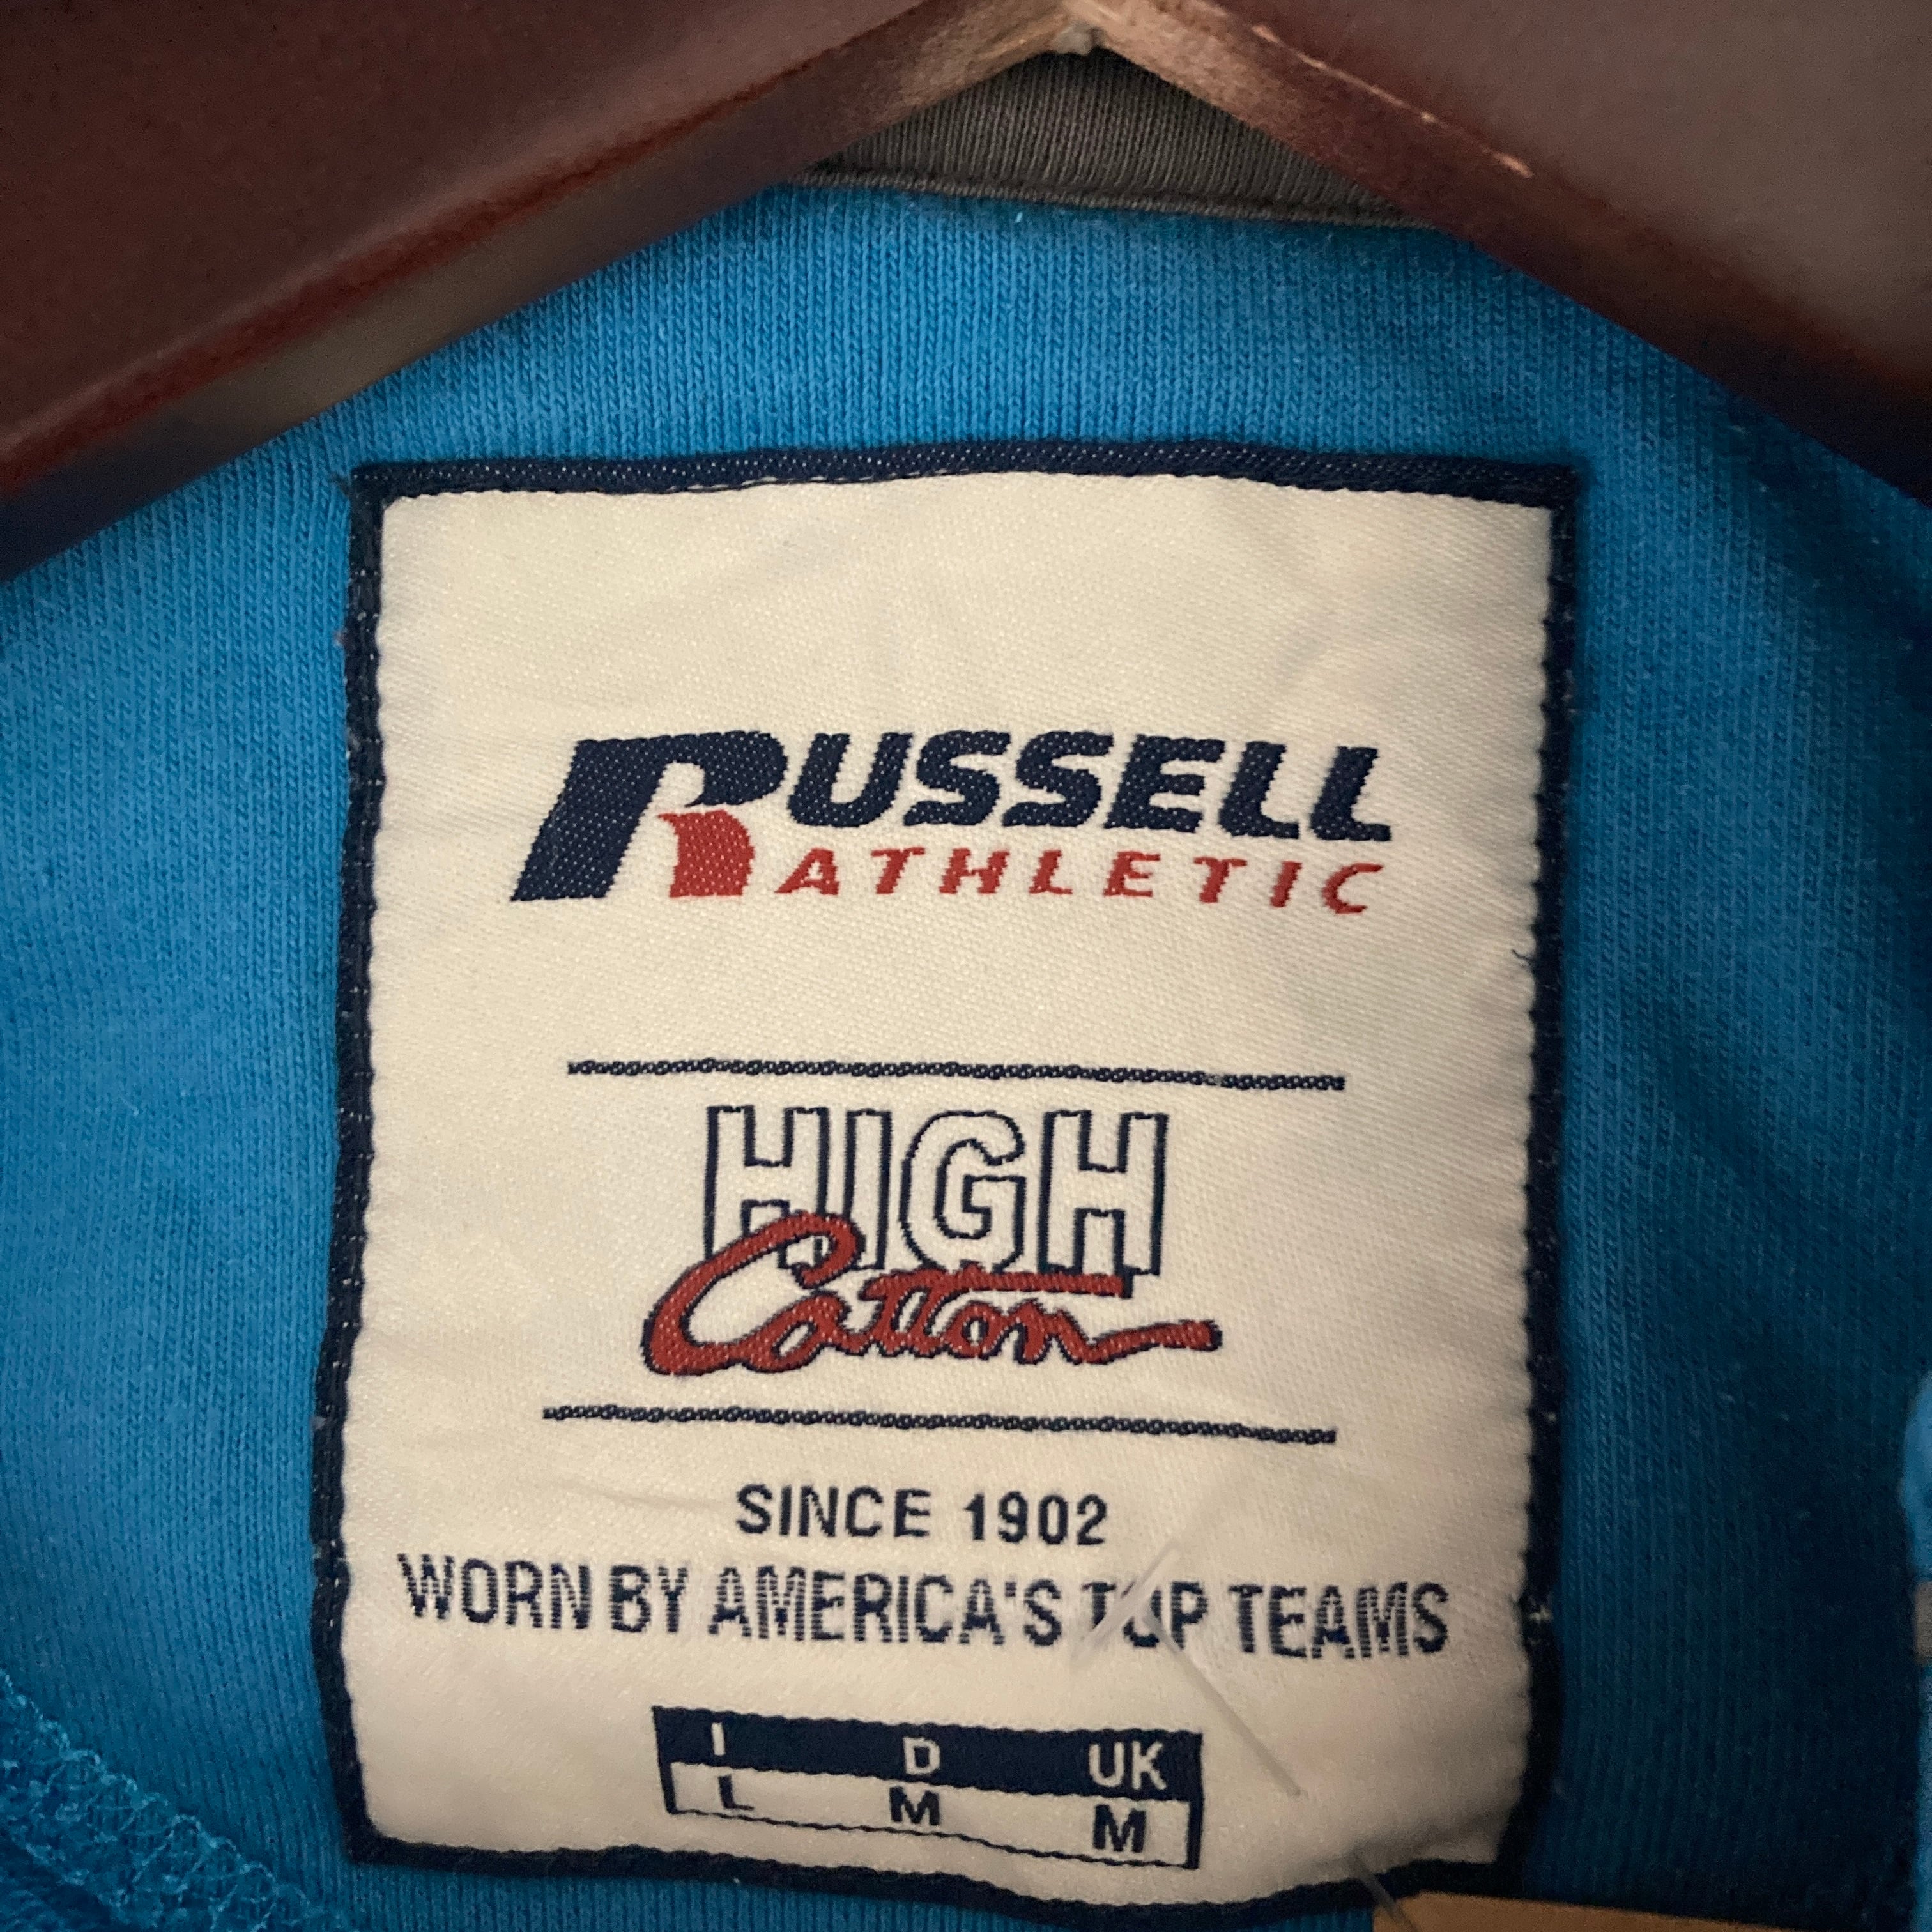 RUSSELL
ATHLETIC
HIGH
Cotton
SINCE 1902
WORN BY AMERICA'S TOP TEAMS
I D UK
L M M